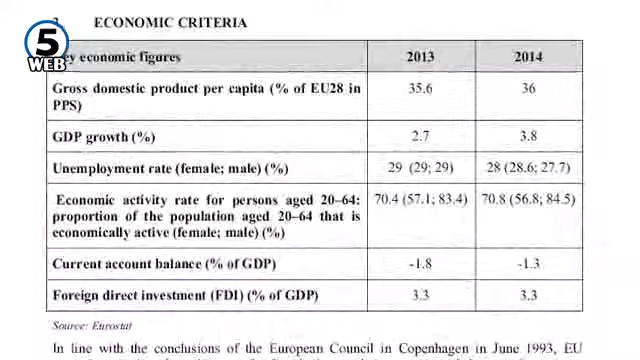 5
WEB
ECONOMIC CRITERIA
economic figures 2013 2014
Gross domestic product per capita (% of EU28 in 35.6 36
PPS)
GDP growth (%) 2.7 3.8
Unemployment rate (female; male) (%) 29 (29; 29) 28 (28.6; 27.7)
Economic activity rate for persons aged 20–64: 70.4 (57.1; 83.4) 70.8 (56.8; 84.5)
proportion of the population aged 20–64 that is
economically active (female; male) (%)
Current account balance (% of GDP) -1.8 -1.3
Foreign direct investment (FDI) (% of GDP) 3.3 3.3
Source: Eurostat
In line with the conclusions of the European Council in Copenhagen in June 1993, EU